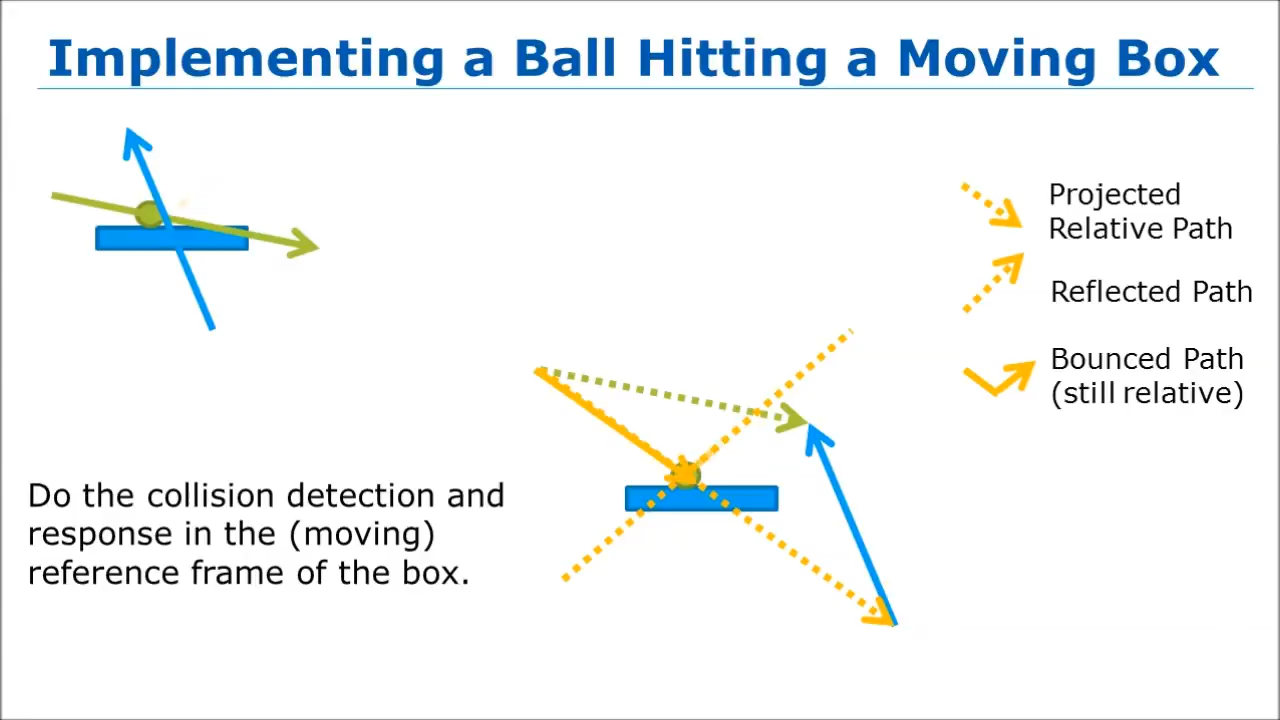 Implementing a Ball Hitting a Moving Box
Projected
Relative Path
Reflected Path
Bounced Path
(still relative)
Do the collision detection and
response in the (moving)
reference frame of the box.